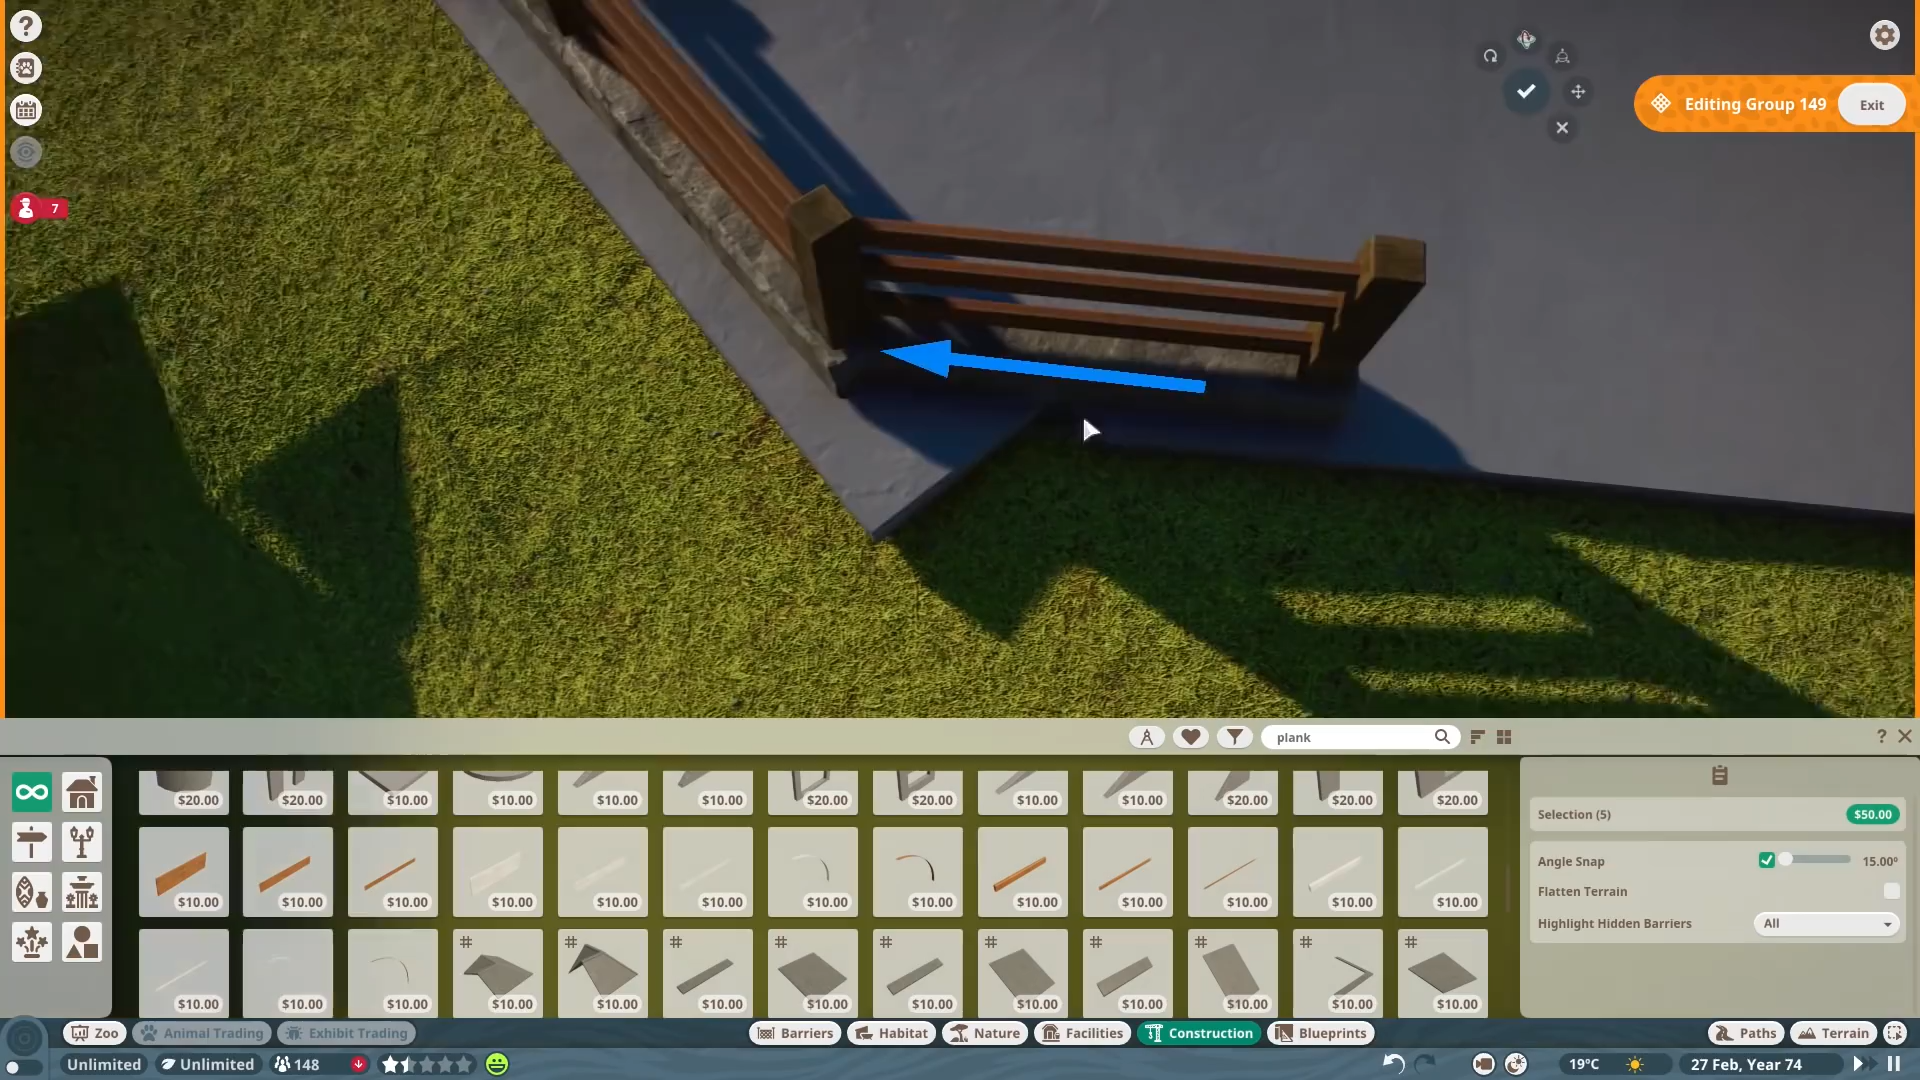 Editing Group 149
Exit
7
plank
$20.00 $20.00 $10.00 $10.00 $10.00 $10.00 $20.00 $20.00 $10.00 $10.00 $20.00 $20.00 $20.00
$10.00 $10.00 $10.00 $10.00 $10.00 $10.00 $10.00 $10.00 $10.00 $10.00 $10.00 $10.00 $10.00
# # # # # # # # # #
$10.00 $10.00 $10.00 $10.00 $10.00 $10.00 $10.00 $10.00 $10.00 $10.00 $10.00 $10.00 $10.00
Selection (5) $50.00
Angle Snap 15.00°
Flatten Terrain
Highlight Hidden Barriers All
Zoo Animal Trading Exhibit Trading Barriers Habitat Nature Facilities Construction Blueprints Paths Terrain
Unlimited Unlimited 148 19°C 27 Feb, Year 74